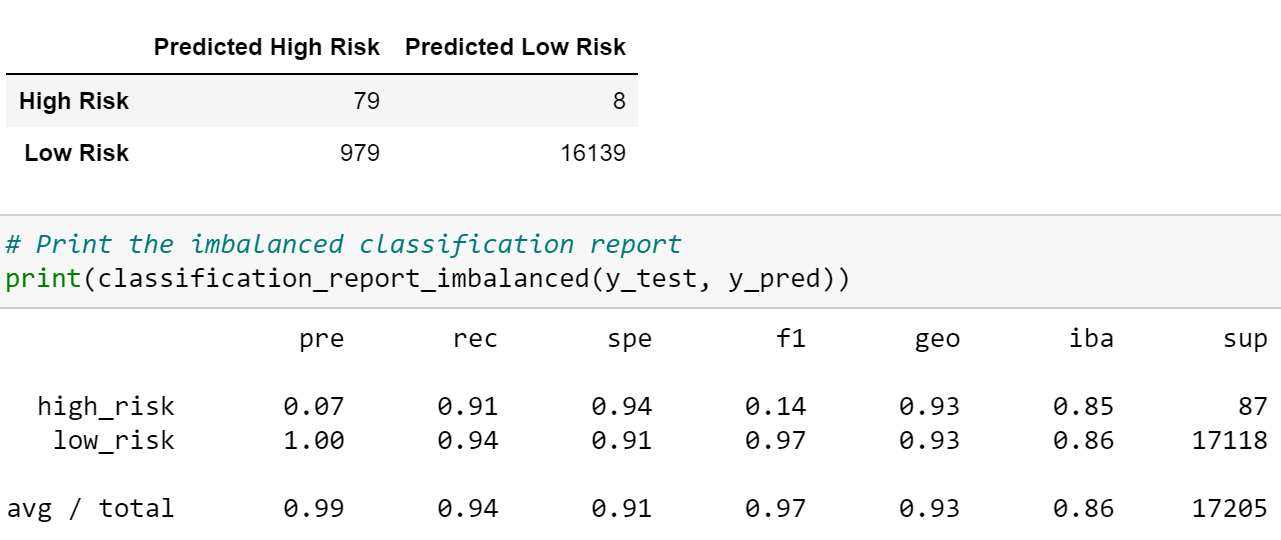 Predicted High Risk Predicted Low Risk
High Risk 79 8
Low Risk 979 16139
# Print the imbalanced classification report
print(classification_report_imbalanced(y_test, y_pred))
pre rec spe f1 geo iba sup
high_risk 0.07 0.91 0.94 0.14 0.93 0.85 87
low_risk 1.00 0.94 0.91 0.97 0.93 0.86 17118
avg / total 0.99 0.94 0.91 0.97 0.93 0.86 17205